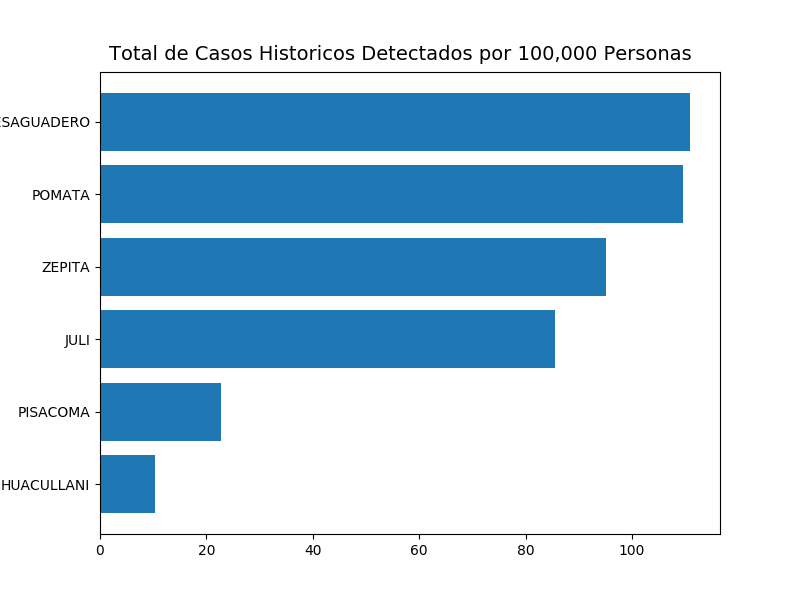 Total de Casos Historicos Detectados por 100,000 Personas
ESAGUADERO
POMATA
ZEPITA
JULI
PISACOMA
HUACULLANI
0 20 40 60 80 100